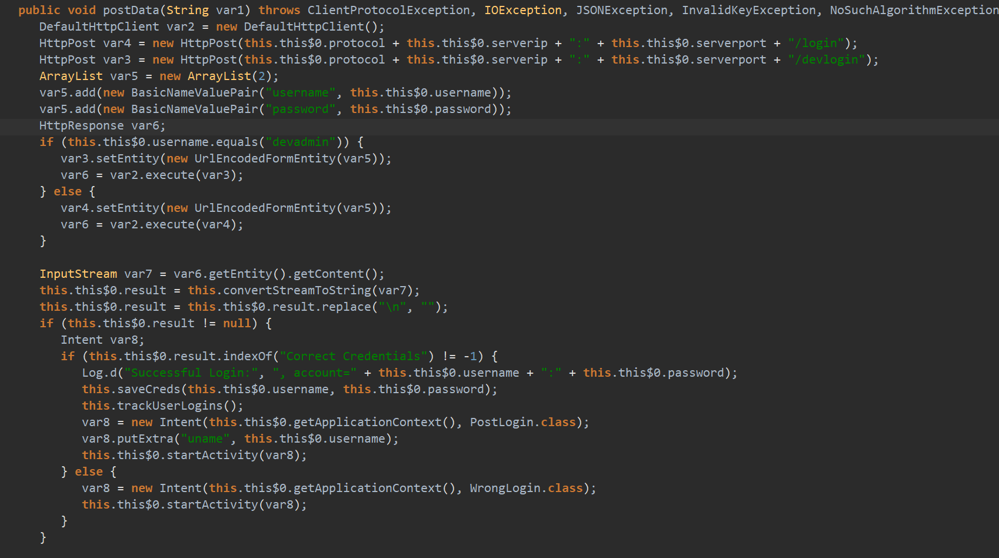 public void postData(String var1) throws ClientProtocolException, IOException, JSONException, InvalidKeyException, NoSuchAlgorithmException
   DefaultHttpClient var2 = new DefaultHttpClient();
   HttpPost var4 = new HttpPost(this.this$0.protocol + this.this$0.serverip + ":" + this.this$0.serverport + "/login");
   HttpPost var3 = new HttpPost(this.this$0.protocol + this.this$0.serverip + ":" + this.this$0.serverport + "/devlogin");
   ArrayList var5 = new ArrayList(2);
   var5.add(new BasicNameValuePair("username", this.this$0.username));
   var5.add(new BasicNameValuePair("password", this.this$0.password));
   HttpResponse var6;
   if (this.this$0.username.equals("devadmin")) {
      var3.setEntity(new UrlEncodedFormEntity(var5));
      var6 = var2.execute(var3);
   } else {
      var4.setEntity(new UrlEncodedFormEntity(var5));
      var6 = var2.execute(var4);
   }

   InputStream var7 = var6.getEntity().getContent();
   this.this$0.result = this.convertStreamToString(var7);
   this.this$0.result = this.this$0.result.replace("\n", "");
   if (this.this$0.result != null) {
      Intent var8;
      if (this.this$0.result.indexOf("Correct Credentials") != -1) {
         Log.d("Successful Login:", ", account=" + this.this$0.username + ":" + this.this$0.password);
         this.saveCreds(this.this$0.username, this.this$0.password);
         this.trackUserLogins();
         var8 = new Intent(this.this$0.getApplicationContext(), PostLogin.class);
         var8.putExtra("uname", this.this$0.username);
         this.this$0.startActivity(var8);
      } else {
         var8 = new Intent(this.this$0.getApplicationContext(), WrongLogin.class);
         this.this$0.startActivity(var8);
      }
   }